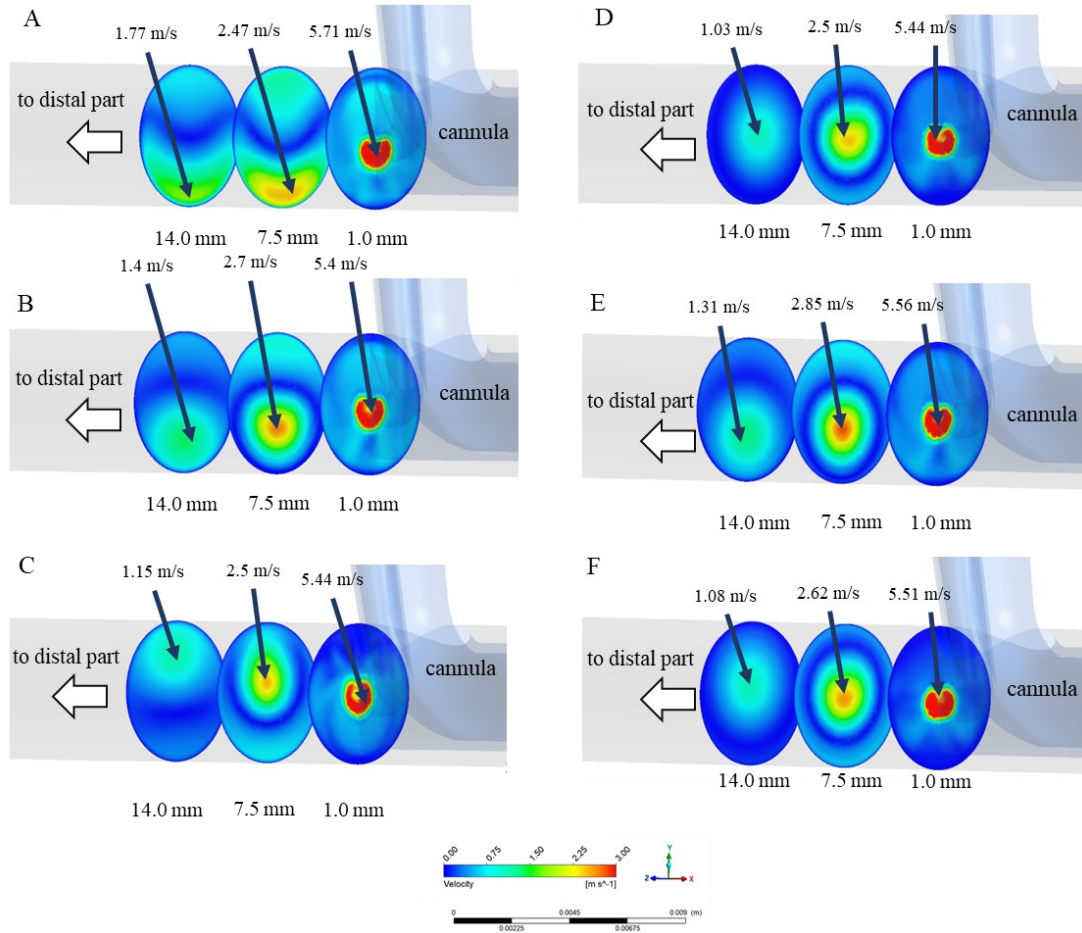 A
1.77 m/s 2.47 m/s 5.71 m/s
to distal part
cannula
14.0 mm 7.5 mm 1.0 mm
B
1.4 m/s 2.7 m/s 5.4 m/s
to distal part
cannula
14.0 mm 7.5 mm 1.0 mm
C
1.15 m/s 2.5 m/s 5.44 m/s
to distal part
cannula
14.0 mm 7.5 mm 1.0 mm
D
1.03 m/s 2.5 m/s 5.44 m/s
to distal part
cannula
14.0 mm 7.5 mm 1.0 mm
E
1.31 m/s 2.85 m/s 5.56 m/s
to distal part
cannula
14.0 mm 7.5 mm 1.0 mm
F
1.08 m/s 2.62 m/s 5.51 m/s
to distal part
cannula
14.0 mm 7.5 mm 1.0 mm
0.00 0.75 1.50 2.25 3.00
Velocity [m s^-1]
Y
Z X
0 0.0045 0.009 (m)
0.00225 0.00675